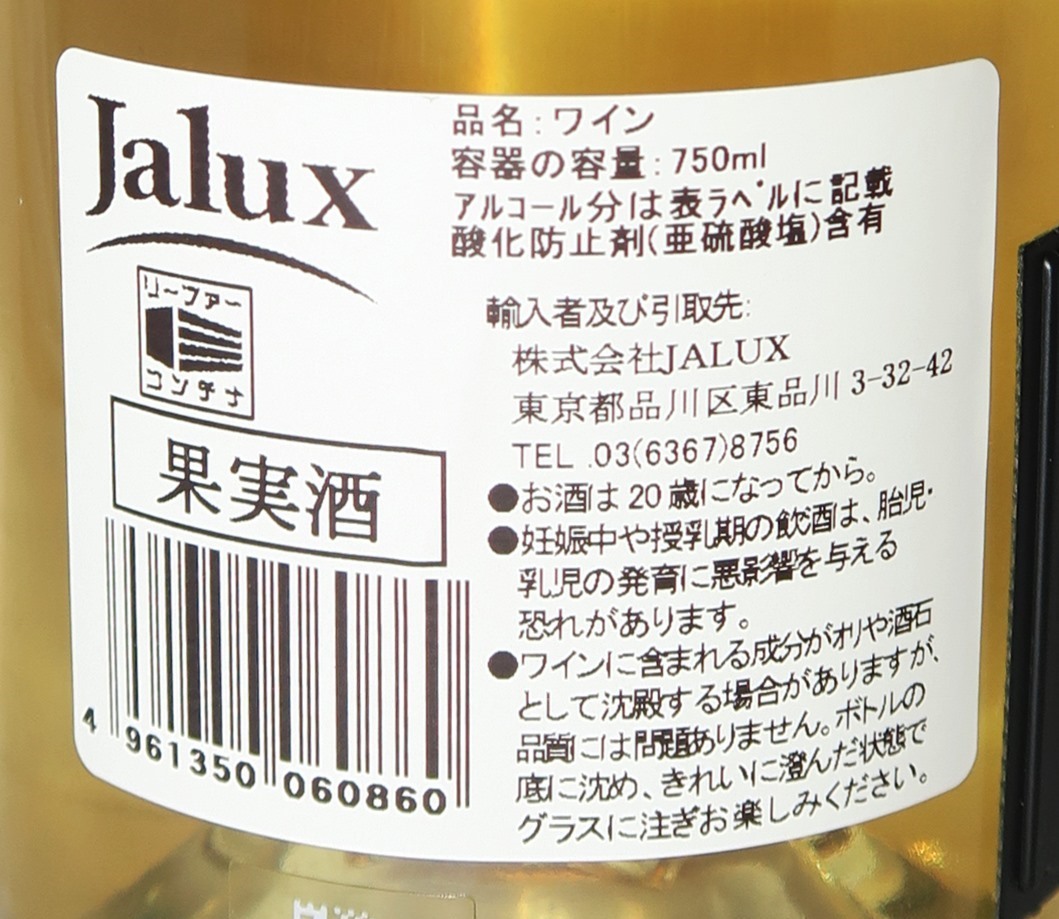 Jalux
リーファー
コンテナ
果実酒
4 961350 060860
品名:ワイン
容器の容量:750ml
アルコール分は表ラベルに記載
酸化防止剤(亜硫酸塩)含有
輸入者及び引取先:
株式会社JALUX
東京都品川区東品川 3-32-42
TEL .03(6367)8756
●お酒は 20 歳になってから。
●妊娠中や授乳期の飲酒は、胎児・
乳児の発育に悪影響を与える
恐れがあります。
●ワインに含まれる成分がオリや酒石
として沈殿する場合がありますが、
品質には問題ありません。ボトルの
底に沈め、きれいに澄んだ状態で
グラスに注ぎお楽しみください。